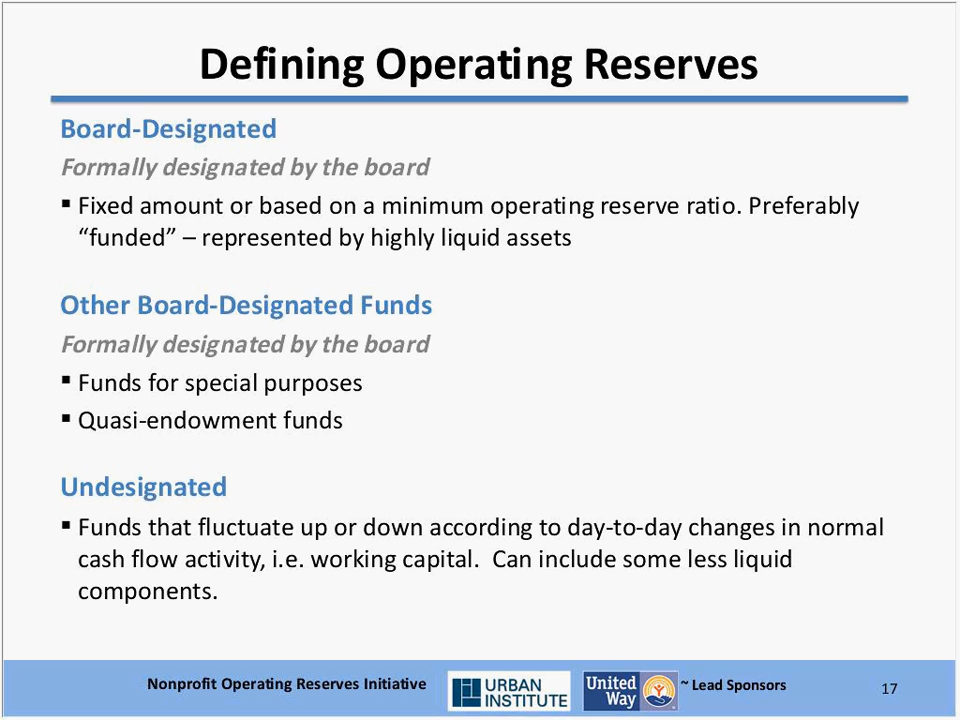 Defining Operating Reserves
Board-Designated
Formally designated by the board
▪ Fixed amount or based on a minimum operating reserve ratio. Preferably
“funded” – represented by highly liquid assets
Other Board-Designated Funds
Formally designated by the board
▪ Funds for special purposes
▪ Quasi-endowment funds
Undesignated
▪ Funds that fluctuate up or down according to day-to-day changes in normal
cash flow activity, i.e. working capital.  Can include some less liquid
components.
Nonprofit Operating Reserves Initiative
URBAN
INSTITUTE
United
Way
~ Lead Sponsors
17